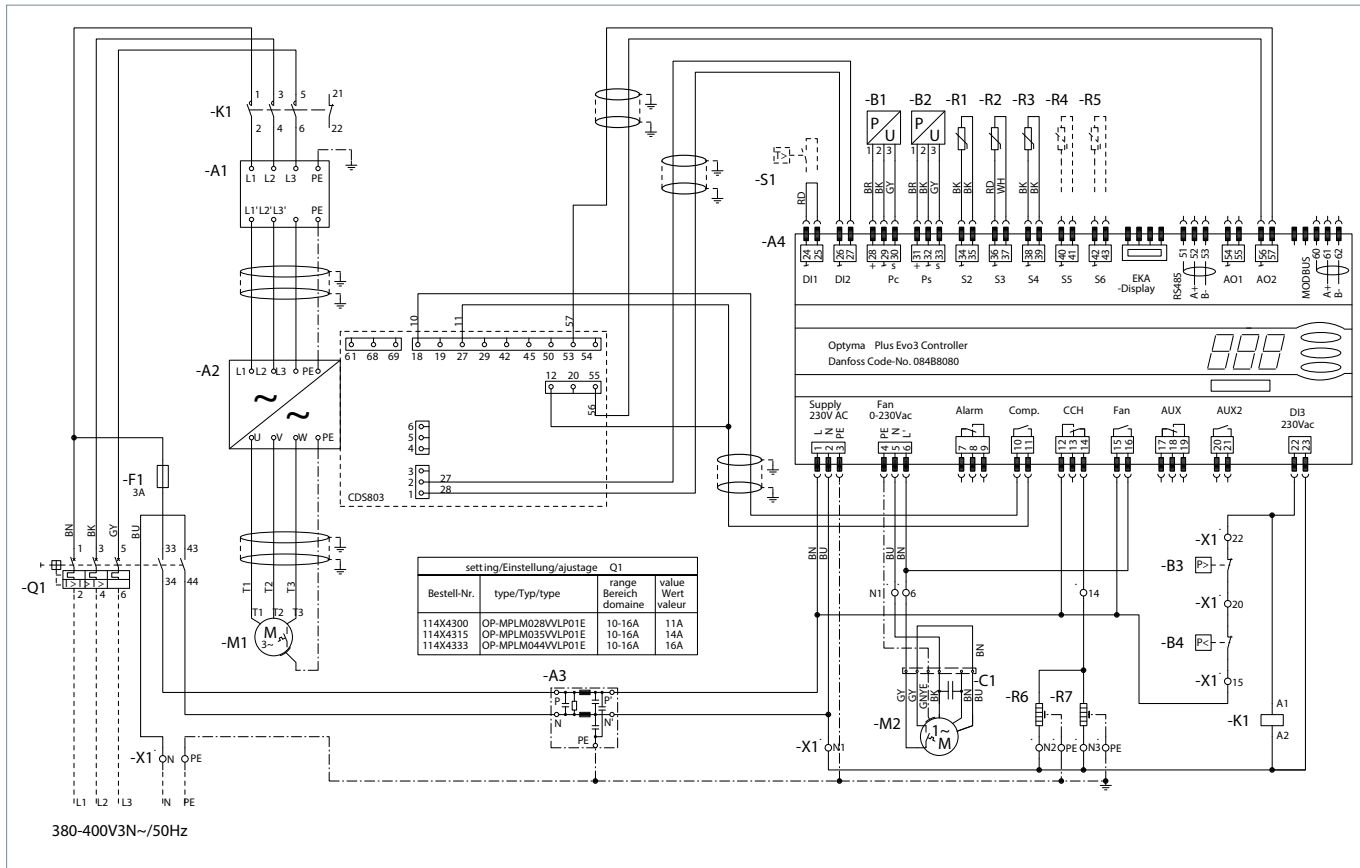 -K1
1 3 5 21
2 4 6 22
-A1
L1 L2 L3 PE
L1' L2' L3' PE
-A2
L1 L2 L3 PE
U V W PE
-F1
3A
BN BK GY BU
1 3 5 33 43
34 44
-Q1
I> I> I>
2 4 6
T1 T2 T3
T1 T2 T3
-M1
M
3~
-X1 N PE
L1 L2 L3 N PE
380-400V3N~/50Hz
10 11 57
61 68 69 18 19 27 29 42 45 50 53 54
12 20 55
56
6
5
4
3
2 27
1 28
CDS803
setting/Einstellung/ajustage Q1
Bestell-Nr. type/Typ/type range Bereich domaine value Wert valeur
114X4300 OP-MPLM028VVLP01E 10-16A 11A
114X4315 OP-MPLM035VVLP01E 10-16A 14A
114X4333 OP-MPLM044VVLP01E 10-16A 16A
-A3
P P'
N N'
PE
-S1
T>
RD
-B1 -B2 -R1 -R2 -R3 -R4 -R5
P U P U
1 2 3 1 2 3
BR BK GY BR BK GY BK BK RD WH BK BK
-A4
24 25 26 27 28 29 30 31 32 33 34 35 36 37 38 39 40 41 42 43 51 52 53 54 55 56 57 60 61 62
+ - s + - s
DI1 DI2 Pc Ps S2 S3 S4 S5 S6 EKA RS485 A+ B- AO1 AO2 MODBUS A+ B-
-Display
Optyma Plus Evo3 Controller
Danfoss Code-No. 084B8080
Supply Fan Alarm Comp. CCH Fan AUX AUX2 DI3
230V AC 0-230Vac 230Vac
L N PE PE N L'
1 2 3 4 5 6 7 8 9 10 11 12 13 14 15 16 17 18 19 20 21 22 23
BN BU BU BN
N1 6 14
BN
-C1
GY GY GNYE BK BN BU
-M2
1~
M
-X1 N1
-R6 -R7
N2 PE N3 PE
-X1 22
-B3 P>
-X1 20
-B4 P<
-X1 15
-K1 A1
A2